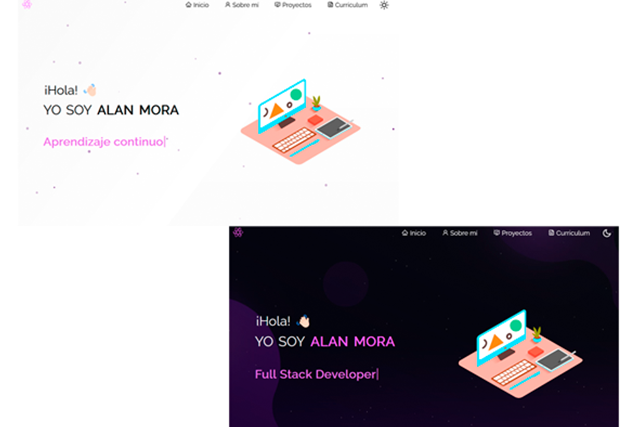 Inicio Sobre mi Proyectos Curriculum
¡Hola!
YO SOY ALAN MORA
Aprendizaje continuo|
Inicio Sobre mi Proyectos Curriculum
¡Hola!
YO SOY ALAN MORA
Full Stack Developer|